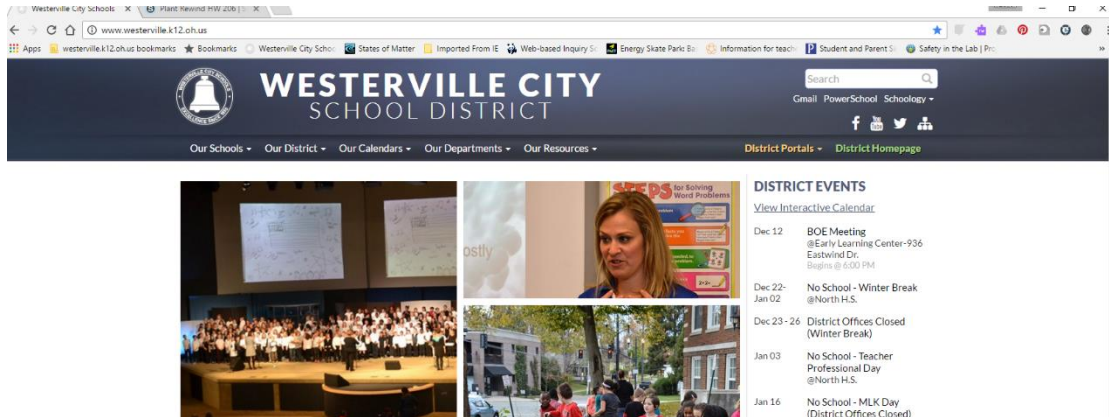 Westerville City Schools
Plant Rewind HW 206 | S
www.westerville.k12.oh.us
Apps westerville.k12.oh.us bookmarks Bookmarks Westerville City Schoo States of Matter Imported From IE Web-based Inquiry Sc Energy Skate Park: Ba Information for teach Student and Parent S Safety in the Lab | Pro
WESTERVILLE CITY
SCHOOL DISTRICT
Search
Gmail PowerSchool Schoology
Our Schools Our District Our Calendars Our Departments Our Resources
District Portals District Homepage
STEPS for Solving
Word Problems
ostly
DISTRICT EVENTS
View Interactive Calendar
Dec 12 BOE Meeting
@Early Learning Center-936
Eastwind Dr.
Begins @ 6:00 PM
Dec 22- No School - Winter Break
Jan 02 @North H.S.
Dec 23 - 26 District Offices Closed
(Winter Break)
Jan 03 No School - Teacher
Professional Day
@North H.S.
Jan 16 No School - MLK Day
(District Offices Closed)